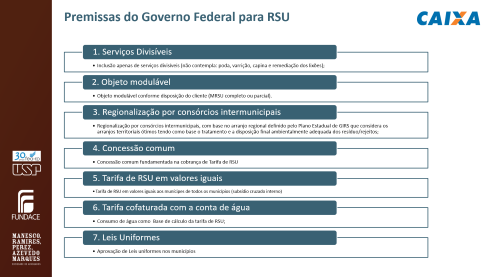 Premissas do Governo Federal para RSU
CAIXA
1. Serviços Divisíveis
• Inclusão apenas de serviços divisíveis (não contempla: poda, varrição, capina e remediação dos lixões);
2. Objeto modulável
• Objeto modulável conforme disposição do cliente (MRSU completo ou parcial).
3. Regionalização por consórcios intermunicipais
• Regionalização por consórcios intermunicipais, com base no arranjo regional definido pelo Plano Estadual de GIRS que considera os
arranjos territoriais ótimos tendo como base o tratamento e a disposição final ambientalmente adequada dos resíduos/rejeitos;
4. Concessão comum
• Concessão comum fundamentada na cobrança de Tarifa de RSU
5. Tarifa de RSU em valores iguais
• Tarifa de RSU em valores iguais aos munícipes de todos os municípios (subsídio cruzado interno)
6. Tarifa cofaturada com a conta de água
• Consumo de água como Base de cálculo da tarifa de RSU;
7. Leis Uniformes
• Aprovação de Leis uniformes nos municípios
30
USP
FUNDACE
MANESCO,
RAMIRES,
PEREZ,
AZEVEDO
MARQUES